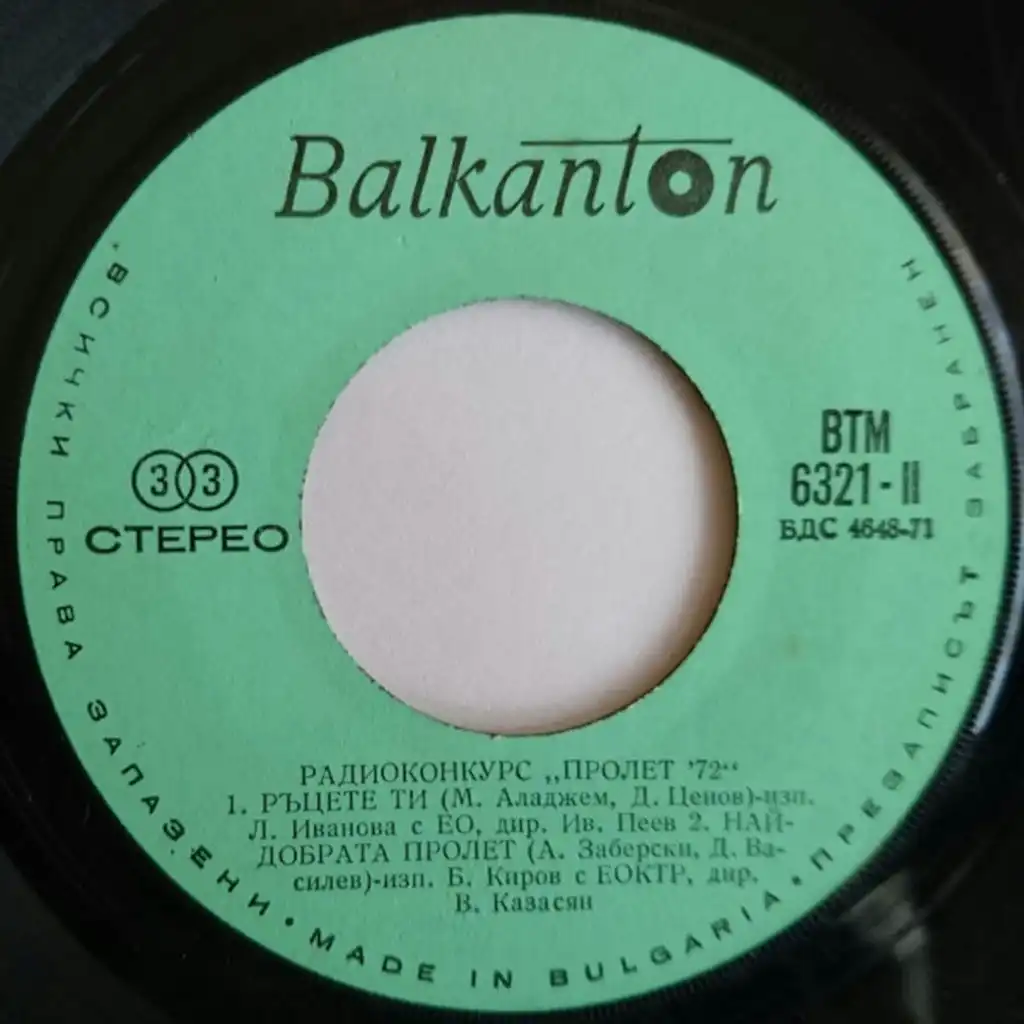 Balkanton
33
СТЕРЕО
ВТМ
6321-II
БДС 4648-71
РАДИОКОНКУРС „ПРОЛЕТ '72“
1. РЪЦЕТЕ ТИ (М. Аладжем, Д. Ценов)-изп.
Л. Иванова с ЕО, дир. Ив. Пеев 2. НАЙ-
ДОБРАТА ПРОЛЕТ (А. Заберски, Д. Ва-
силев)-изп. Б. Киров с ЕОКТР, дир.
В. Казасян
• ВСИЧКИ ПРАВА ЗАПАЗЕНИ • MADE IN BULGARIA • ПРЕЗАПИСЪТ ЗАБРАНЕН